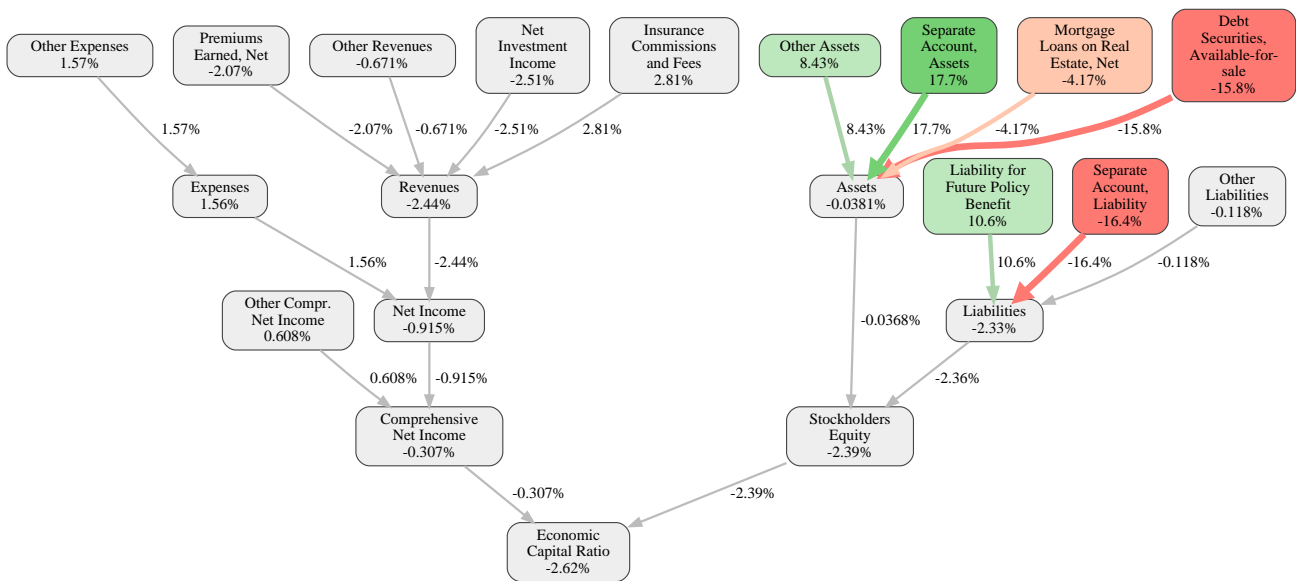 Other Expenses
1.57%
Premiums
Earned, Net
-2.07%
Other Revenues
-0.671%
Net
Investment
Income
-2.51%
Insurance
Commissions
and Fees
2.81%
Other Assets
8.43%
Separate
Account,
Assets
17.7%
Mortgage
Loans on Real
Estate, Net
-4.17%
Debt
Securities,
Available-for-
sale
-15.8%
1.57%
-2.07%
-0.671%
-2.51%
2.81%
8.43%
17.7%
-4.17%
-15.8%
Expenses
1.56%
Revenues
-2.44%
Assets
-0.0381%
Liability for
Future Policy
Benefit
10.6%
Separate
Account,
Liability
-16.4%
Other
Liabilities
-0.118%
1.56%
-2.44%
10.6%
-16.4%
-0.118%
Other Compr.
Net Income
0.608%
Net Income
-0.915%
-0.0368%
Liabilities
-2.33%
0.608%
-0.915%
-2.36%
Comprehensive
Net Income
-0.307%
Stockholders
Equity
-2.39%
-0.307%
-2.39%
Economic
Capital Ratio
-2.62%